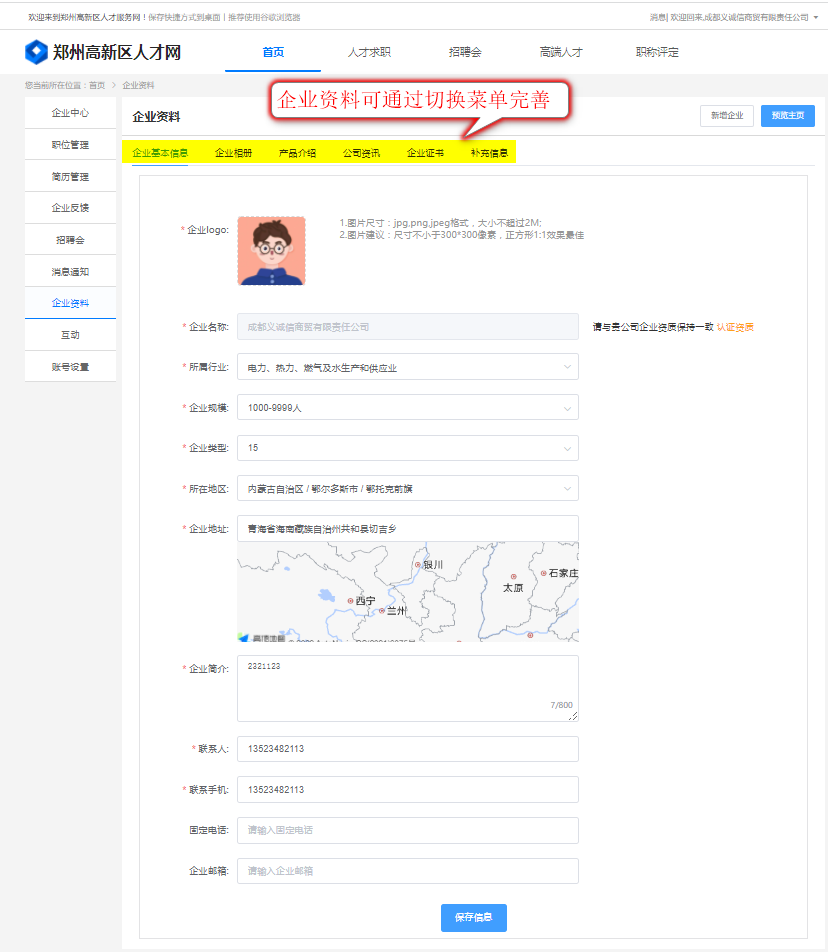 欢迎来到郑州高新区人才服务网！保存快捷方式到桌面 | 推荐使用谷歌浏览器
消息| 欢迎回来,成都义诚信商贸有限责任公司
郑州高新区人才网 首页 人才求职 招聘会 高端人才 职称评定
您当前所在位置：首页 > 企业资料
企业资料可通过切换菜单完善
企业中心
职位管理
简历管理
企业反馈
招聘会
消息通知
企业资料
互动
账号设置
企业资料 新增企业 预览主页
企业基本信息 企业相册 产品介绍 公司资讯 企业证书 补充信息
* 企业logo:
1.图片尺寸：jpg,png,jpeg格式，大小不超过2M;
2.图片建议：尺寸不小于300*300像素，正方形1:1效果最佳
* 企业名称: 成都义诚信商贸有限责任公司 请与贵公司企业资质保持一致 认证资质
* 所属行业: 电力、热力、燃气及水生产和供应业
* 企业规模: 1000-9999人
* 企业类型: 15
* 所在地区: 内蒙古自治区 / 鄂尔多斯市 / 鄂托克前旗
* 企业地址: 青海省海南藏族自治州共和县切吉乡
银川
石家庄
太原
西宁
兰州
高德地图
* 企业简介: 2321123
7/800
* 联系人: 13523482113
* 联系手机: 13523482113
固定电话: 请输入固定电话
企业邮箱: 请输入企业邮箱
保存信息